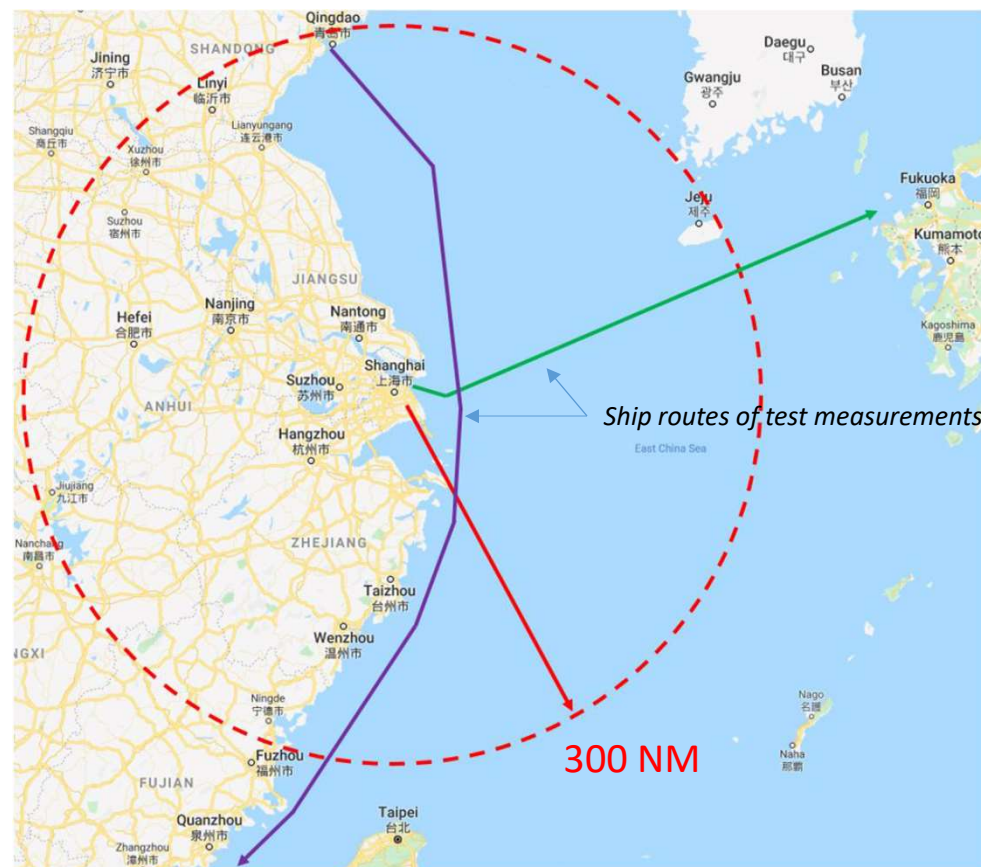 Qingdao
青岛市
SHANDONG
Jining
济宁市
Linyi
临沂市
Daegu
대구
Gwangju
광주
Busan
부산
Shangqiu
商丘市
Lianyungang
连云港市
Xuzhou
徐州市
Suzhou
宿州市
Jeju
제주
Fukuoka
福岡
Kumamoto
熊本
JIANGSU
Nanjing
南京市
Nantong
南通市
Hefei
合肥市
Kagoshima
鹿児島
Shanghai
上海市
Suzhou
苏州市
ANHUI
Ship routes of test measurements
Hangzhou
杭州市
East China Sea
Jiujiang
九江市
Nanchang
南昌市
ZHEJIANG
Taizhou
台州市
Wenzhou
温州市
NGXI
Ningde
宁德市
Nago
名護
300 NM
Naha
那覇
Fuzhou
福州市
FUJIAN
Quanzhou
泉州市
Taipei
台北
Zhangzhou
漳州市